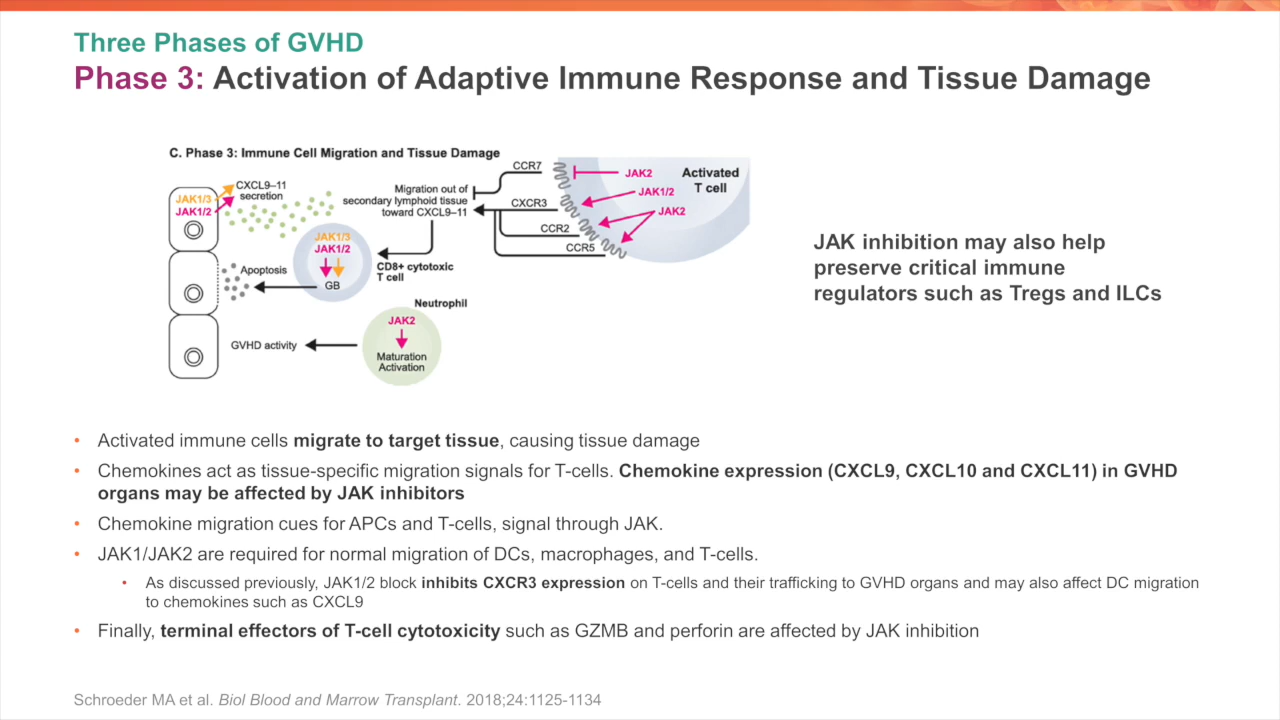 Three Phases of GVHD
Phase 3: Activation of Adaptive Immune Response and Tissue Damage
C. Phase 3: Immune Cell Migration and Tissue Damage
JAK1/3
JAK1/2
CXCL9–11
secretion
Migration out of
secondary lymphoid tissue
toward CXCL9–11
CCR7
CXCR3
CCR2
CCR5
JAK2
JAK1/2
JAK2
Activated
T cell
JAK1/3
JAK1/2
GB
CD8+ cytotoxic
T cell
Apoptosis
Neutrophil
JAK2
Maturation
Activation
GVHD activity
JAK inhibition may also help
preserve critical immune
regulators such as Tregs and ILCs
• Activated immune cells migrate to target tissue, causing tissue damage
• Chemokines act as tissue-specific migration signals for T-cells. Chemokine expression (CXCL9, CXCL10 and CXCL11) in GVHD
organs may be affected by JAK inhibitors
• Chemokine migration cues for APCs and T-cells, signal through JAK.
• JAK1/JAK2 are required for normal migration of DCs, macrophages, and T-cells.
• As discussed previously, JAK1/2 block inhibits CXCR3 expression on T-cells and their trafficking to GVHD organs and may also affect DC migration
to chemokines such as CXCL9
• Finally, terminal effectors of T-cell cytotoxicity such as GZMB and perforin are affected by JAK inhibition
Schroeder MA et al. Biol Blood and Marrow Transplant. 2018;24:1125-1134